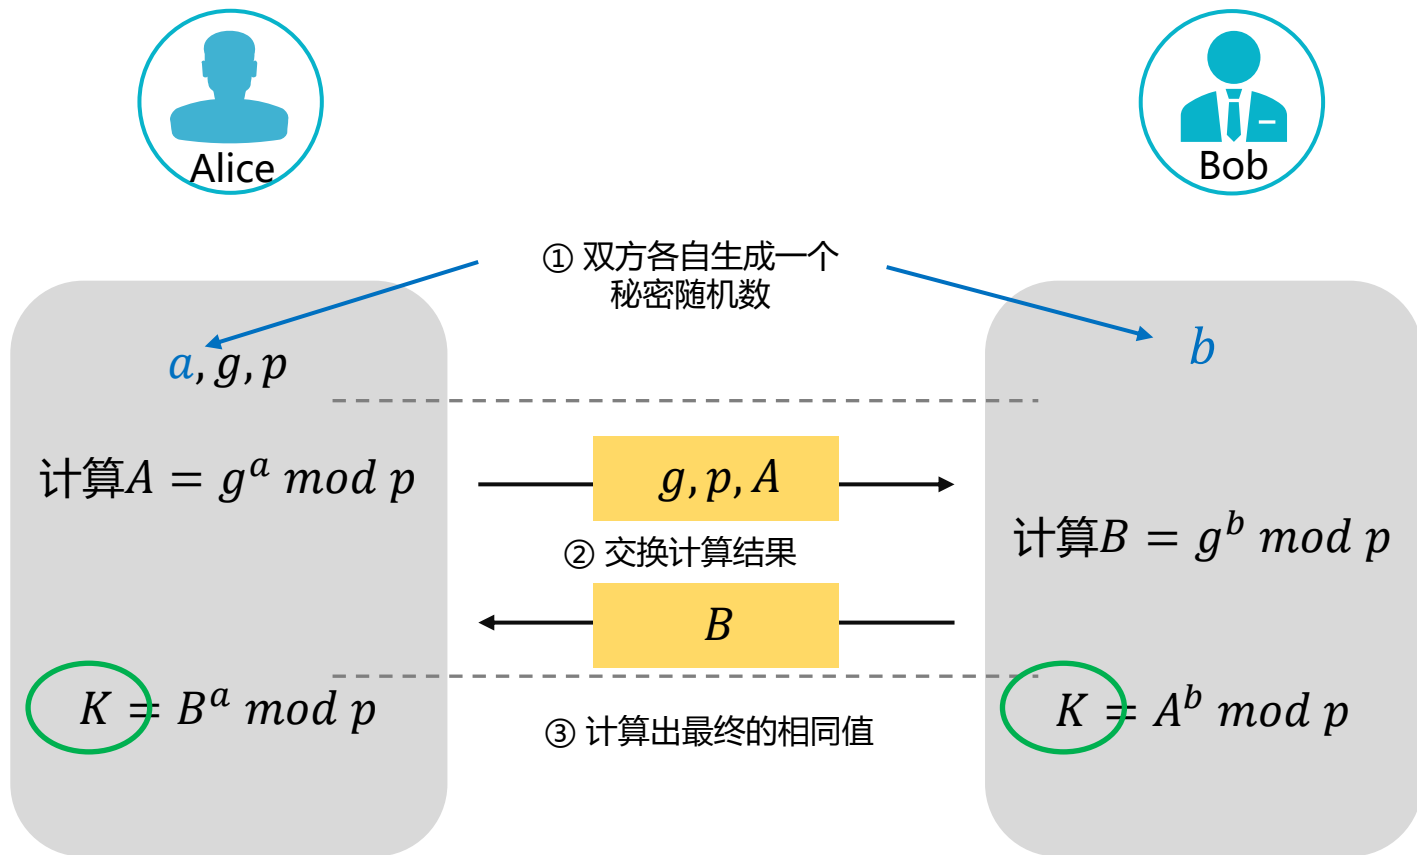 Alice
Bob
① 双方各自生成一个
秘密随机数
a, g, p
b
计算A = g^a mod p
g, p, A
② 交换计算结果
计算B = g^b mod p
B
K = B^a mod p
③ 计算出最终的相同值
K = A^b mod p